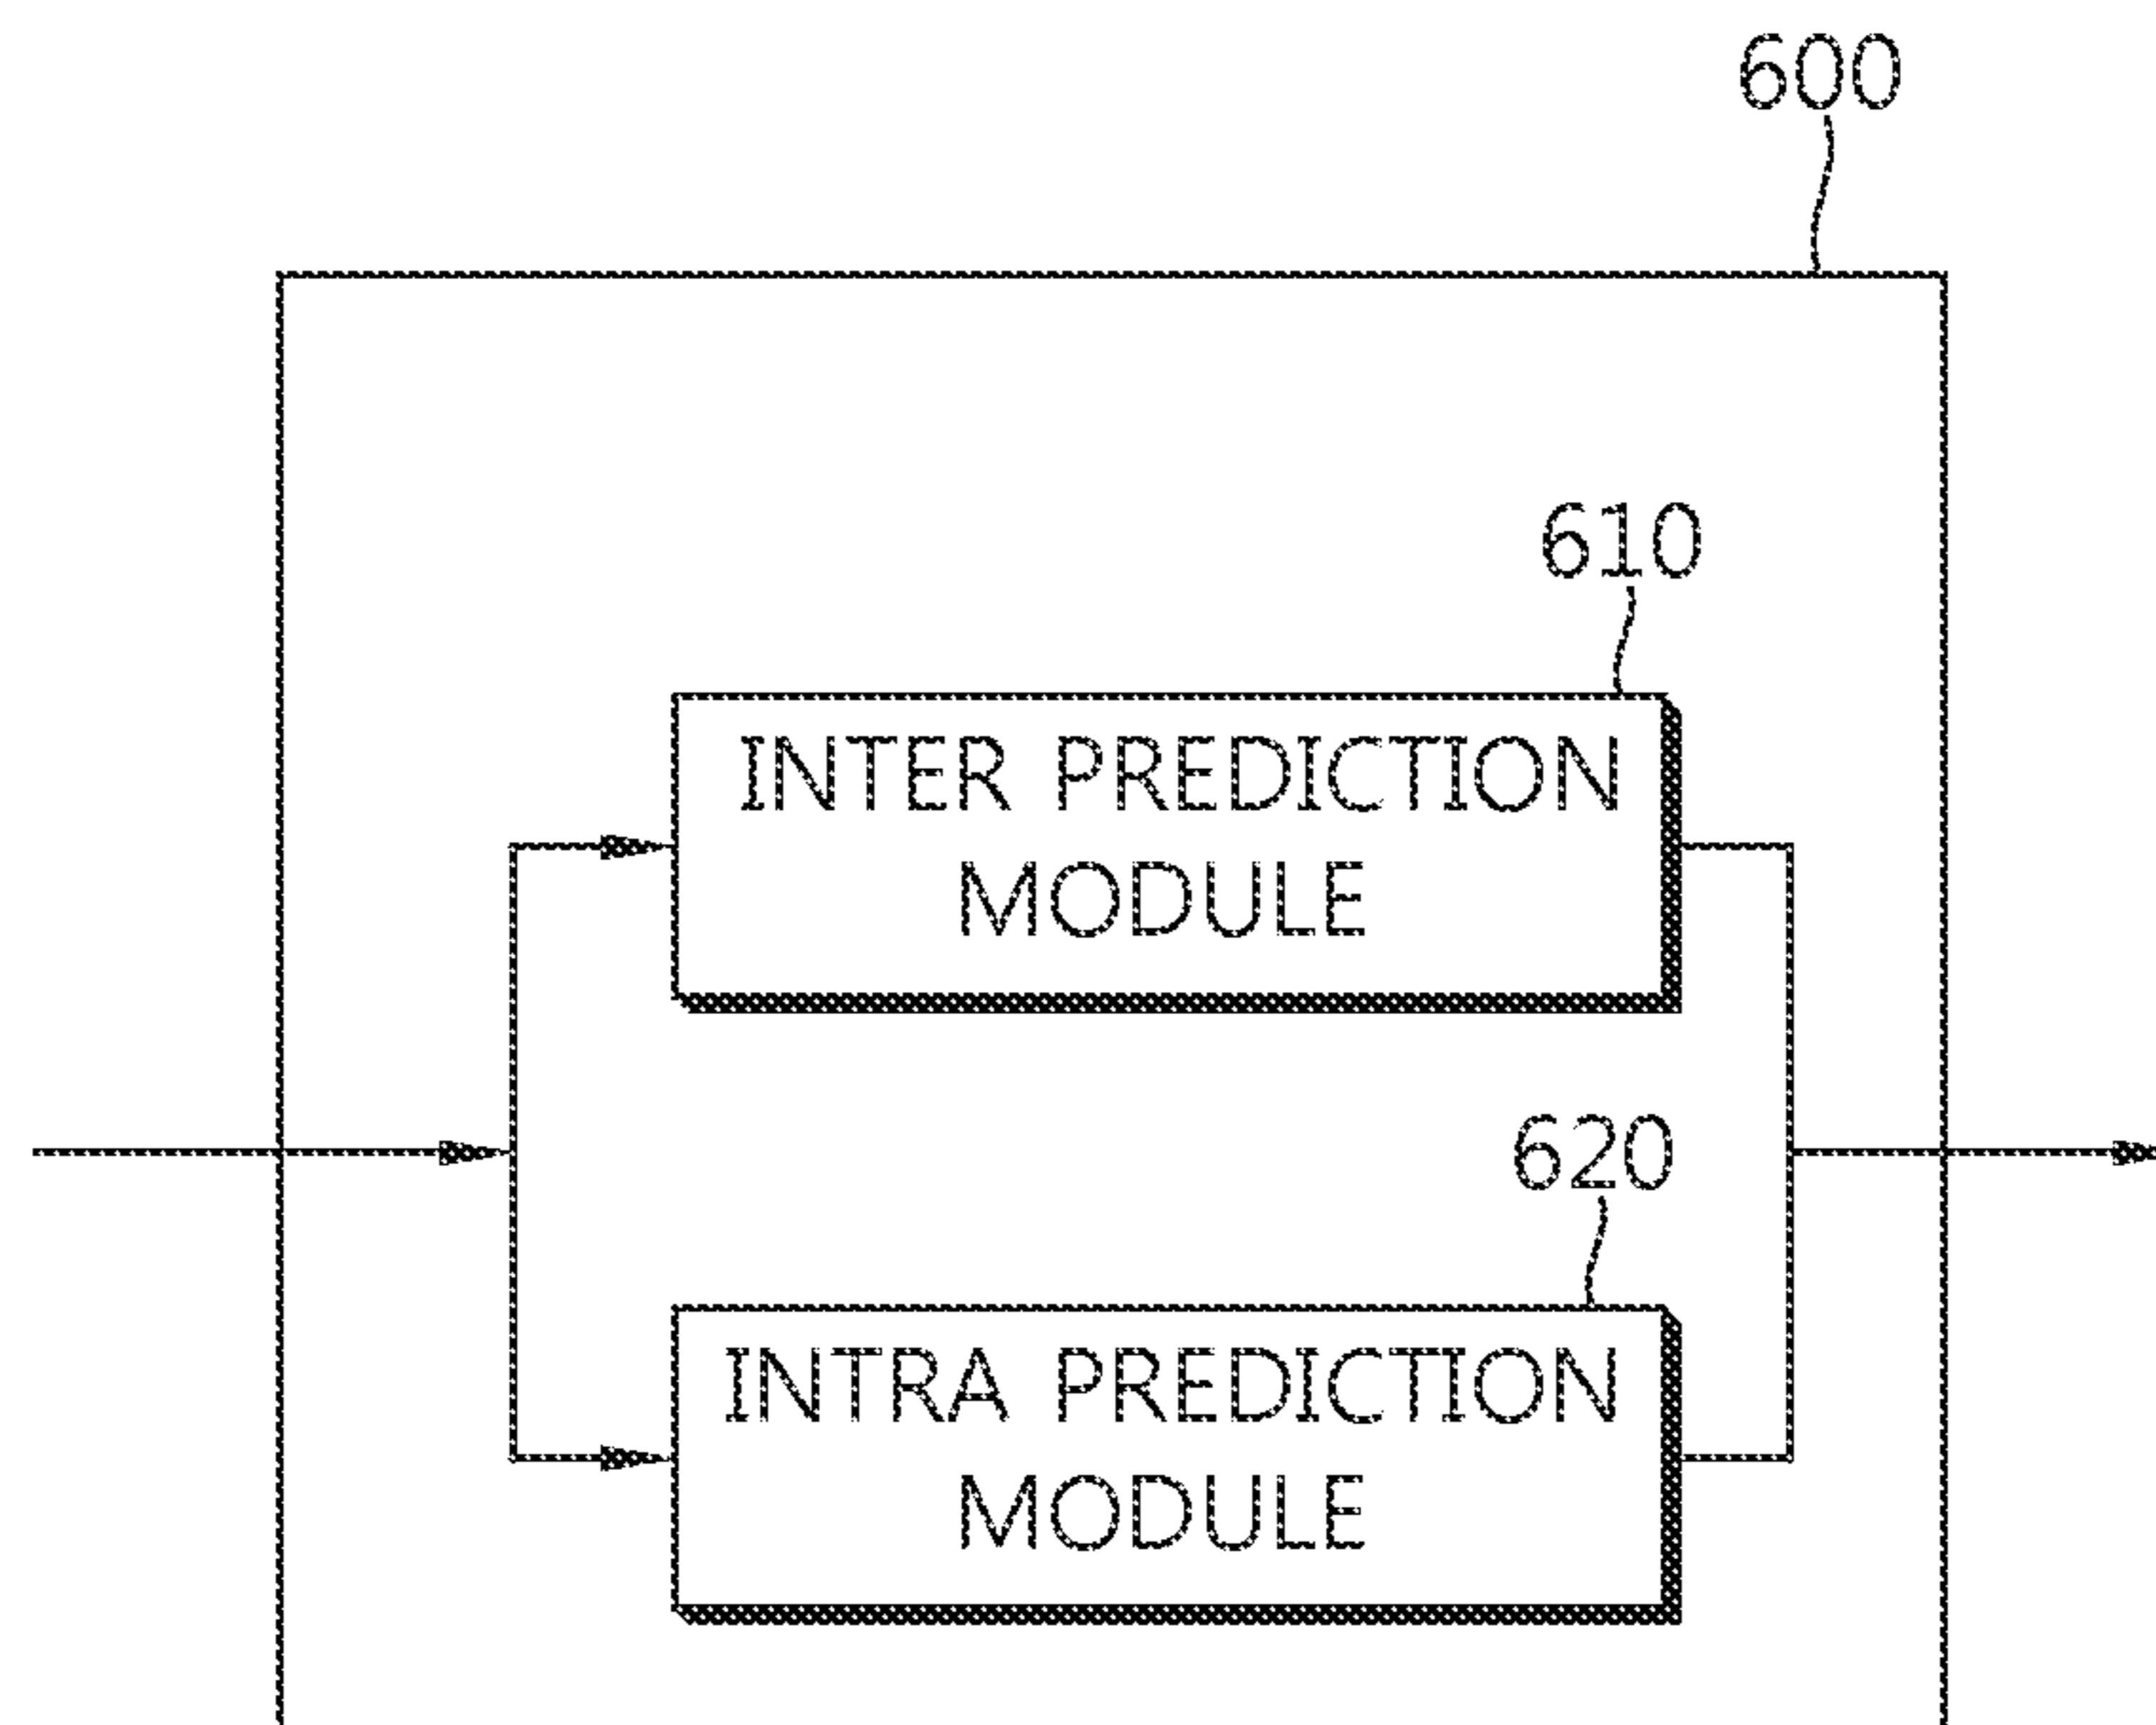 600
610
INTER PREDICTION
MODULE
620
INTRA PREDICTION
MODULE